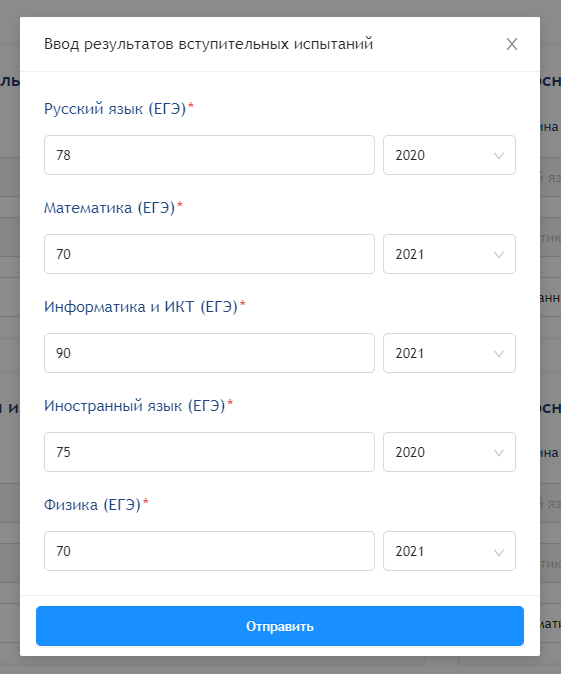 Ввод результатов вступительных испытаний
Русский язык (ЕГЭ)*
78
2020
Математика (ЕГЭ)*
70
2021
Информатика и ИКТ (ЕГЭ)*
90
2021
Иностранный язык (ЕГЭ)*
75
2020
Физика (ЕГЭ)*
70
2021
Отправить